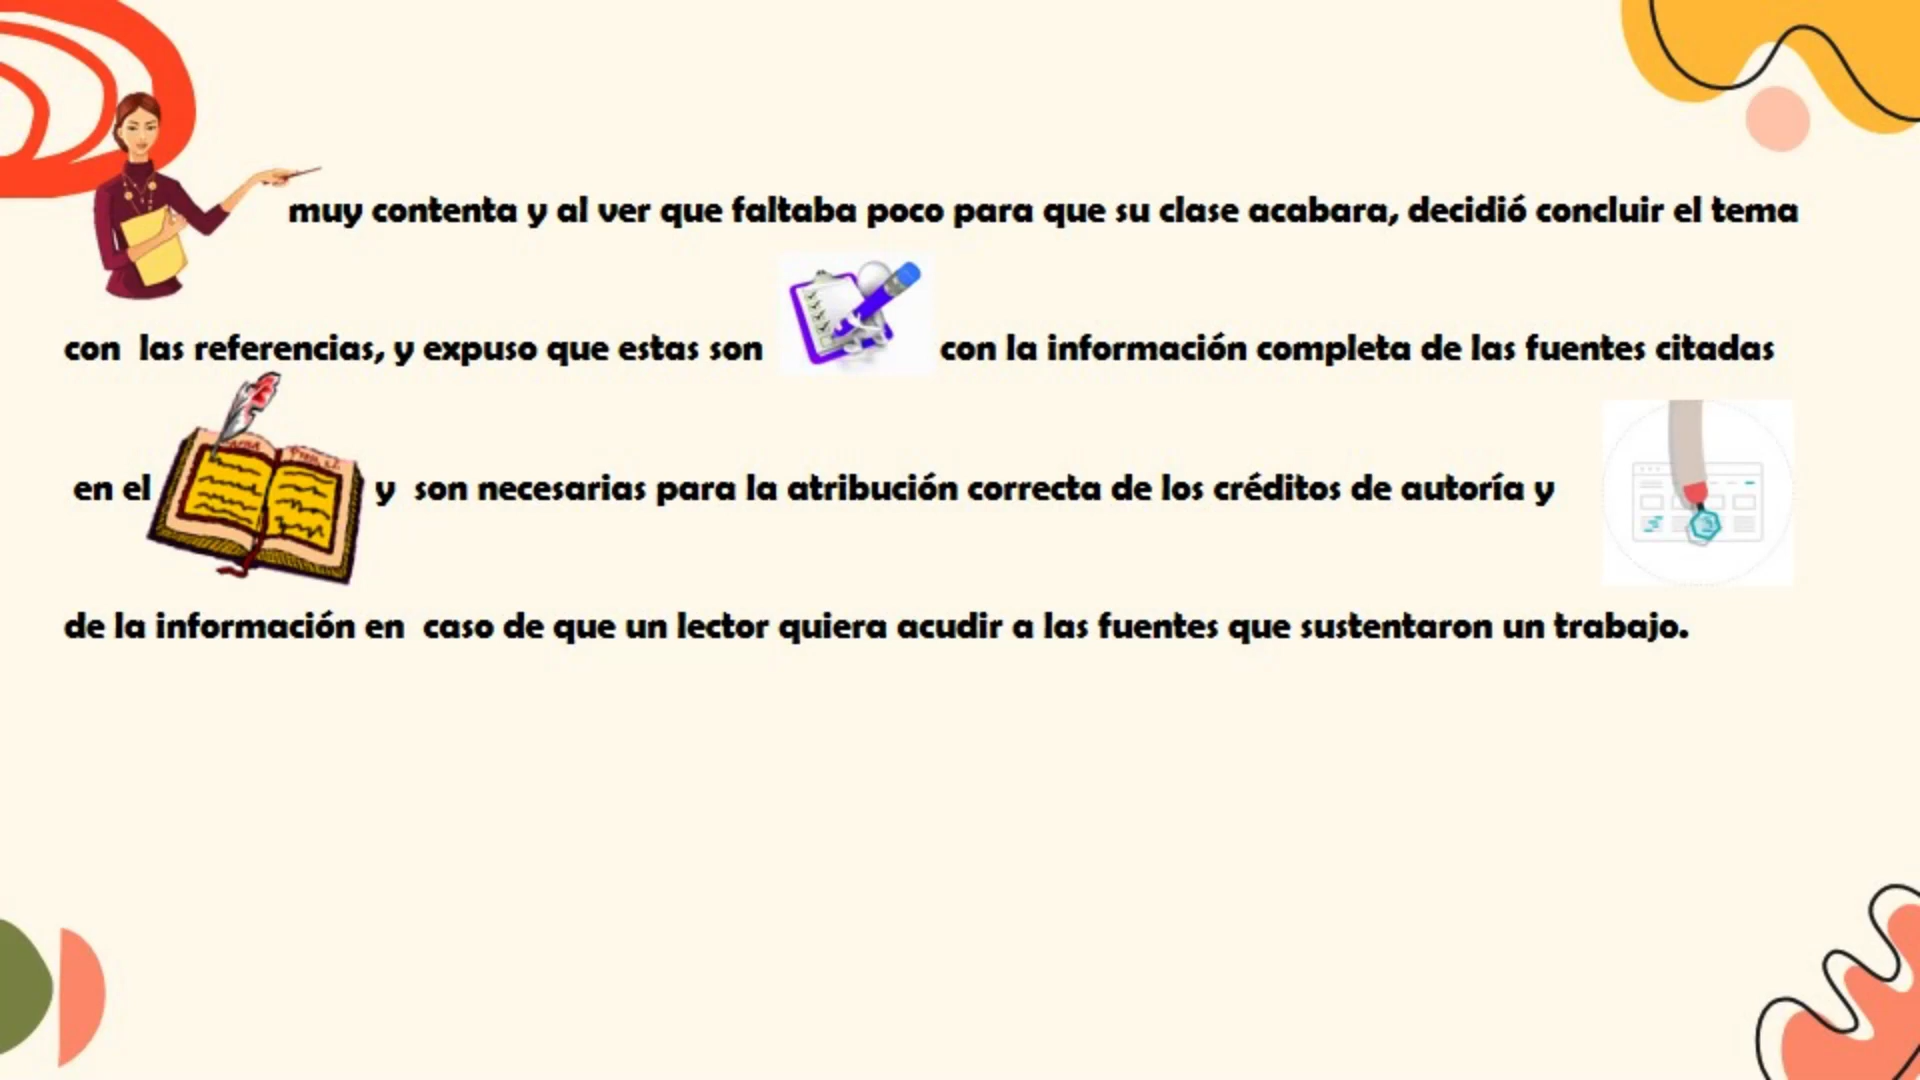 muy contenta y al ver que faltaba poco para que su clase acabara, decidió concluir el tema
con las referencias, y expuso que estas son con la información completa de las fuentes citadas
en el y son necesarias para la atribución correcta de los créditos de autoría y
de la información en caso de que un lector quiera acudir a las fuentes que sustentaron un trabajo.